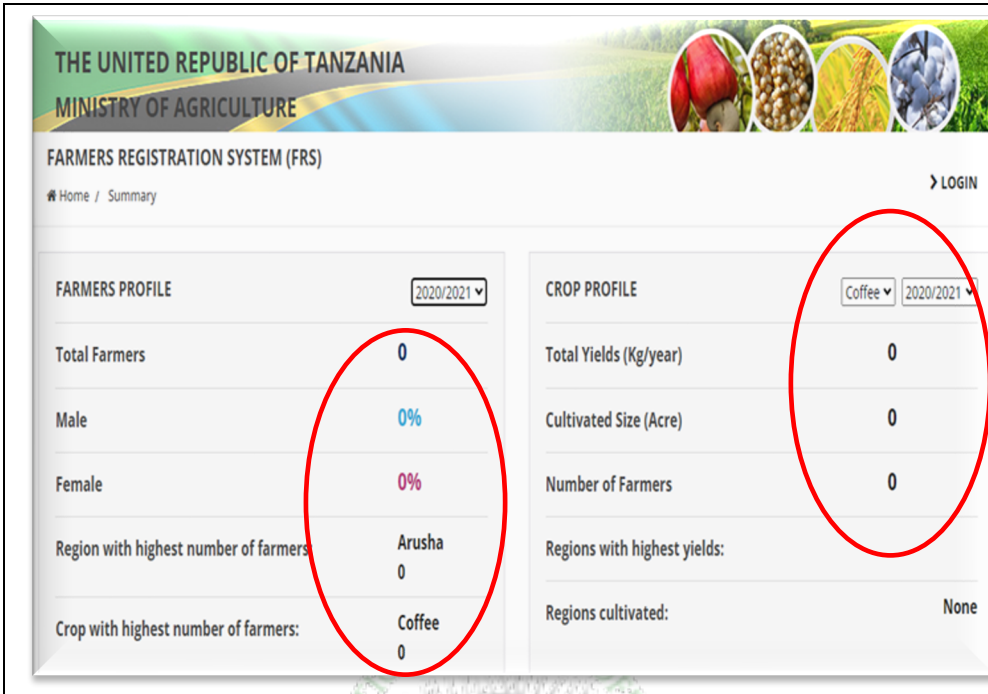 THE UNITED REPUBLIC OF TANZANIA
MINISTRY OF AGRICULTURE
FARMERS REGISTRATION SYSTEM (FRS)
Home / Summary
LOGIN
FARMERS PROFILE 2020/2021
Total Farmers 0
Male 0%
Female 0%
Region with highest number of farmers: Arusha
0
Crop with highest number of farmers: Coffee
0
CROP PROFILE Coffee 2020/2021
Total Yields (Kg/year) 0
Cultivated Size (Acre) 0
Number of Farmers 0
Regions with highest yields:
Regions cultivated: None